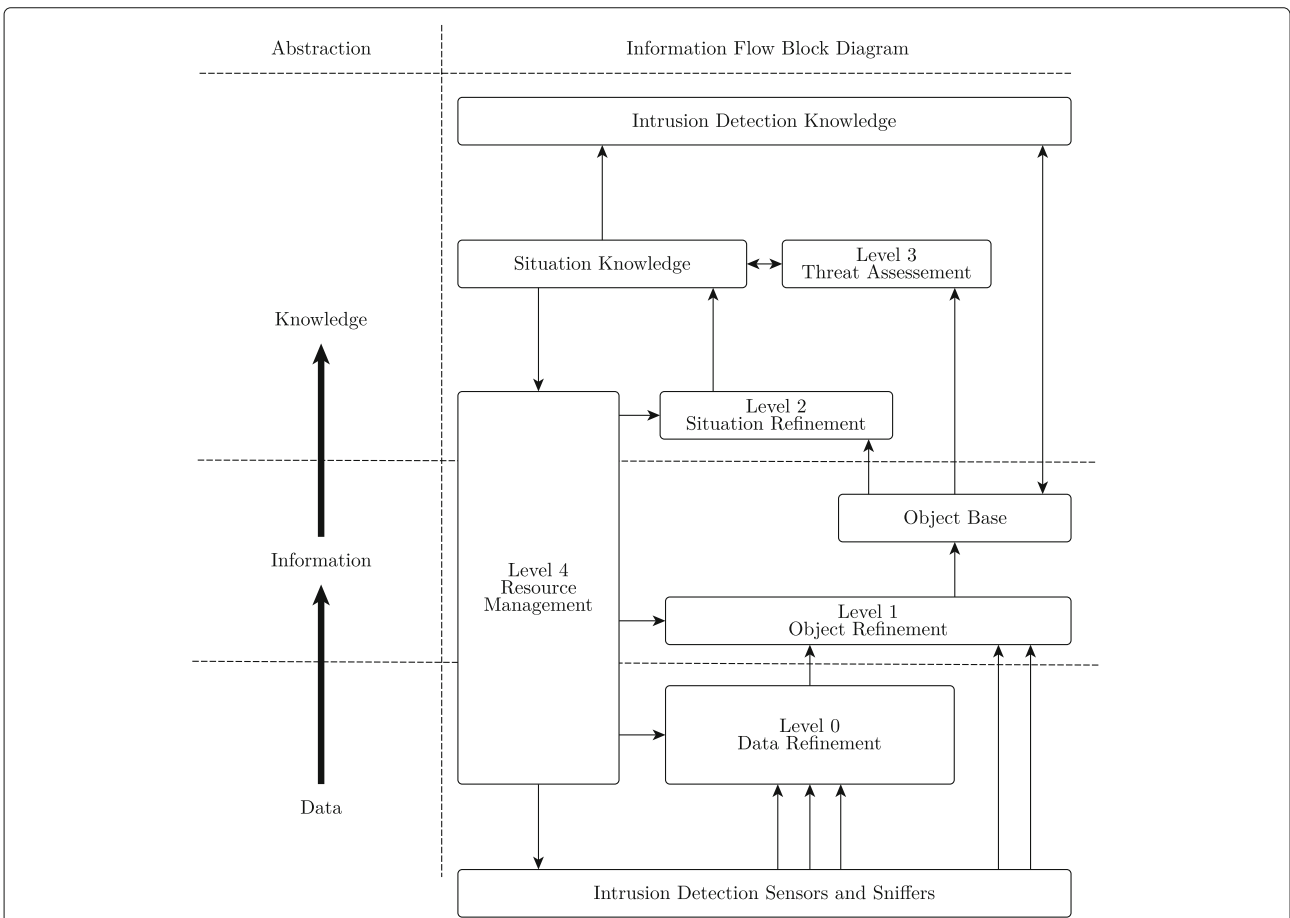 Abstraction
Information Flow Block Diagram
Intrusion Detection Knowledge
Situation Knowledge
Level 3
Threat Assessement
Knowledge
Level 2
Situation Refinement
Object Base
Information
Level 4
Resource
Management
Level 1
Object Refinement
Level 0
Data Refinement
Data
Intrusion Detection Sensors and Sniffers